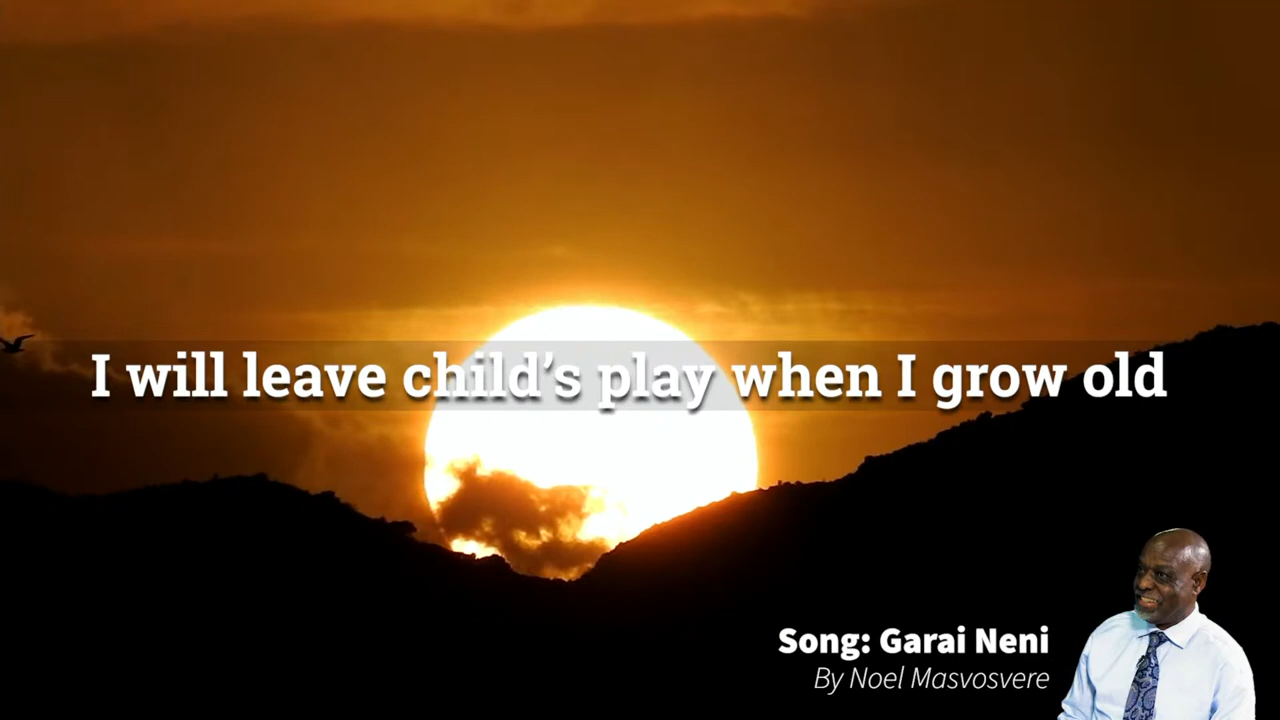 I will leave child’s play when I grow old
Song: Garai Neni
By Noel Masvosvere